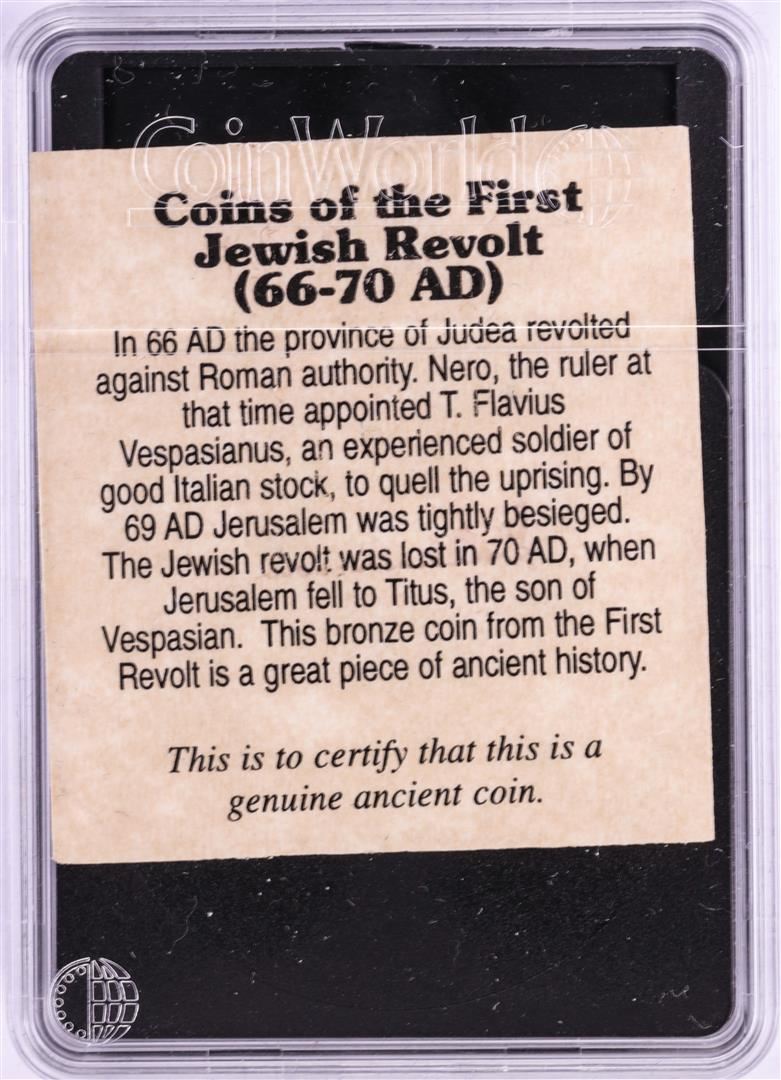 CoinWorld
Coins of the First
Jewish Revolt
(66-70 AD)
In 66 AD the province of Judea revolted
against Roman authority. Nero, the ruler at
that time appointed T. Flavius
Vespasianus, an experienced soldier of
good Italian stock, to quell the uprising. By
69 AD Jerusalem was tightly besieged.
The Jewish revolt was lost in 70 AD, when
Jerusalem fell to Titus, the son of
Vespasian. This bronze coin from the First
Revolt is a great piece of ancient history.
This is to certify that this is a
genuine ancient coin.